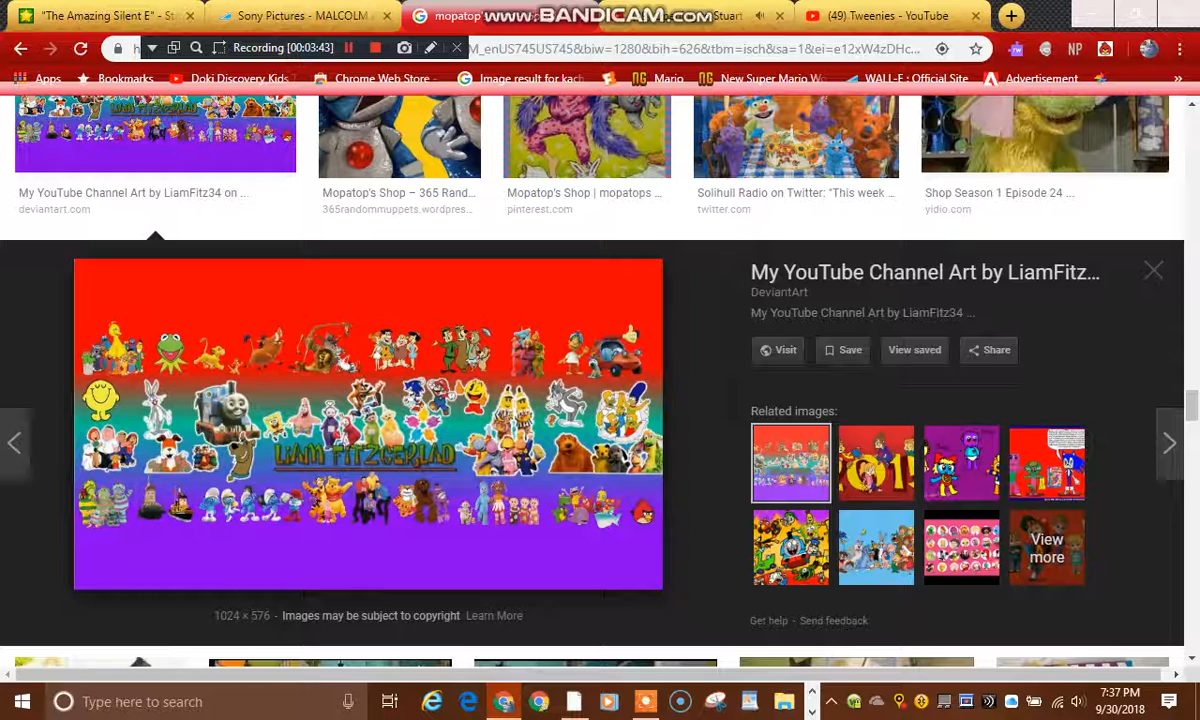 "The Amazing Silent E" - St
Sony Pictures - MALCOLM
mopatop'
www.BANDICAM.com
Stuart
(49) Tweenies - YouTube
Recording [00:03:43]
M_enUS745US745&biw=1280&bih=626&tbm=isch&sa=1&ei=e12xW4zDHc...
NP
Apps
Bookmarks
Doki Discovery Kids
Chrome Web Store -
Image result for kach
Mario
New Super Mario W
WALL-E : Official Site
Advertisement
»
My YouTube Channel Art by LiamFitz34 on ...
deviantart.com
Mopatop's Shop – 365 Rand...
365randommuppets.wordpres...
Mopatop's Shop | mopatops ...
pinterest.com
Solihull Radio on Twitter: "This week ...
twitter.com
Shop Season 1 Episode 24 ...
yidio.com
LIAM FITZGERLAD
My YouTube Channel Art by LiamFitz...
DeviantArt
My YouTube Channel Art by LiamFitz34 ...
Visit
Save
View saved
Share
Related images:
View more
Get help - Send feedback
1024 × 576 - Images may be subject to copyright Learn More
Type here to search
7:37 PM
9/30/2018